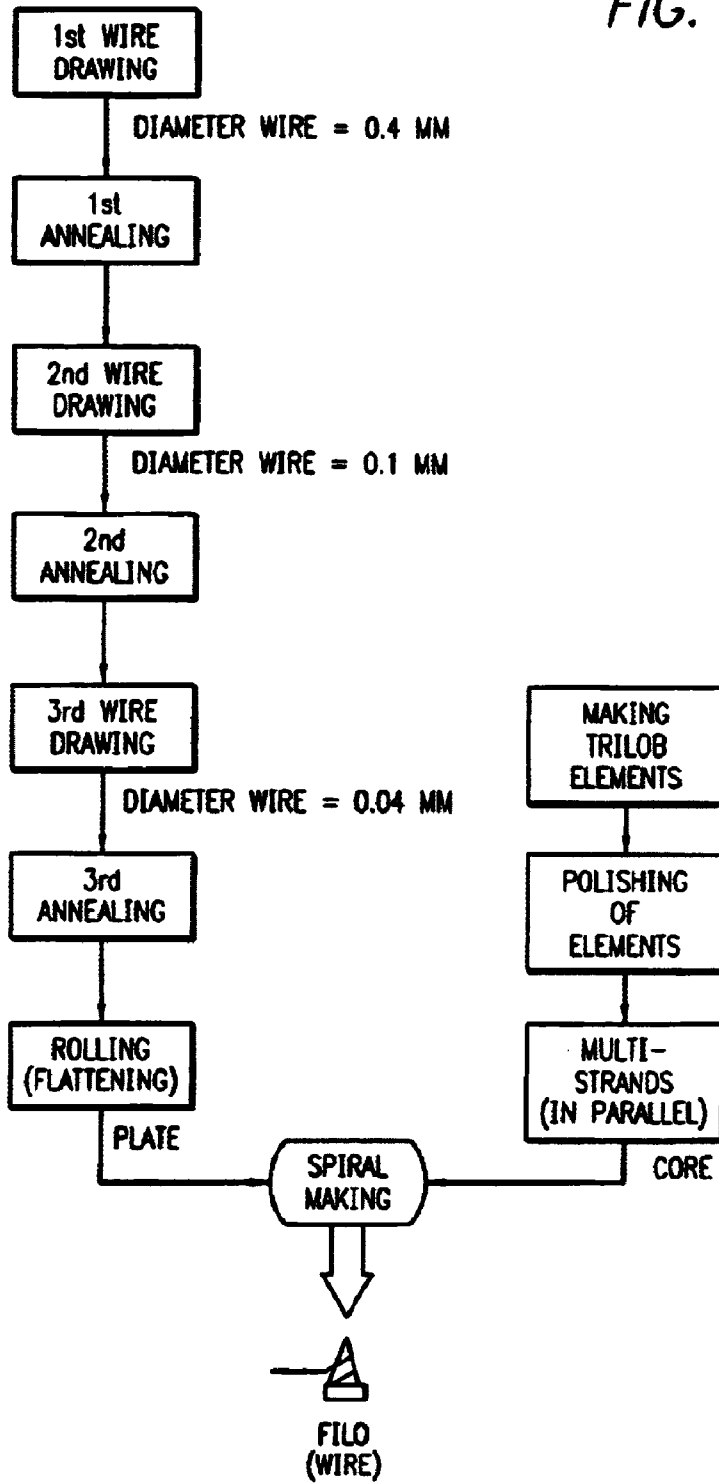 FIG.
1st WIRE
DRAWING
DIAMETER WIRE = 0.4 MM
1st
ANNEALING
2nd WIRE
DRAWING
DIAMETER WIRE = 0.1 MM
2nd
ANNEALING
3rd WIRE
DRAWING
DIAMETER WIRE = 0.04 MM
3rd
ANNEALING
ROLLING
(FLATTENING)
PLATE
MAKING
TRILOB
ELEMENTS
POLISHING
OF
ELEMENTS
MULTI-
STRANDS
(IN PARALLEL)
CORE
SPIRAL
MAKING
FILO
(WIRE)